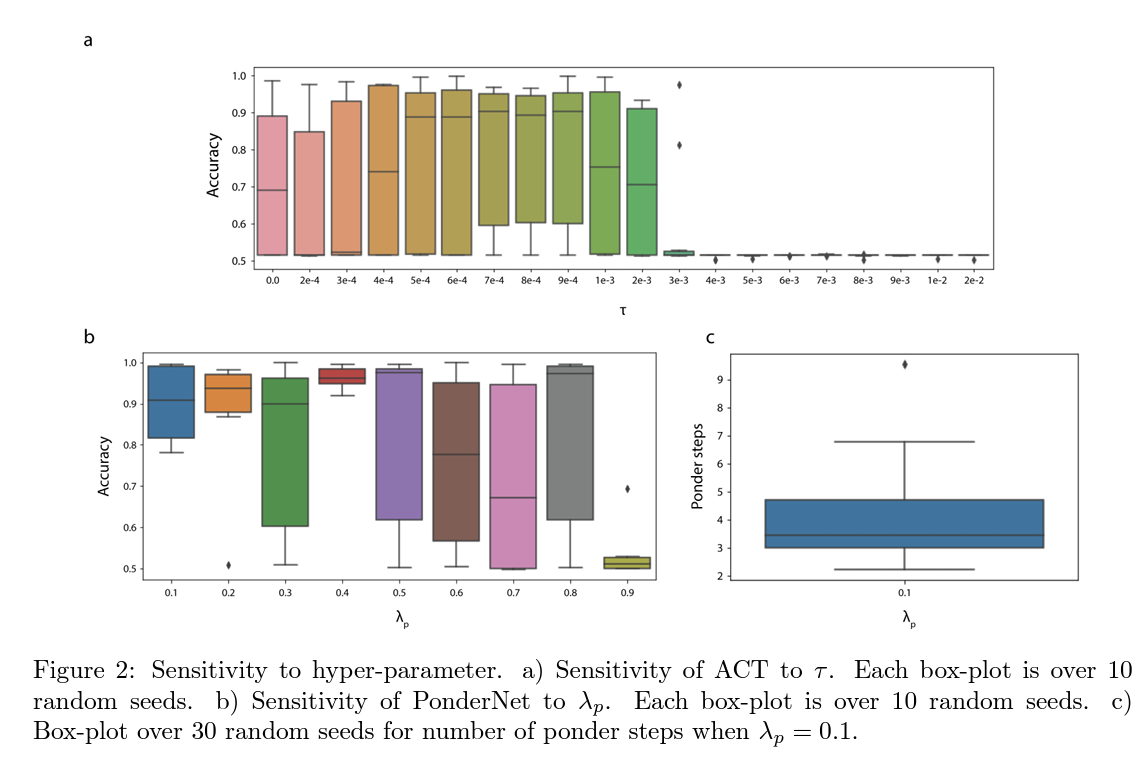 a
1.0
0.9
0.8
0.7
0.6
0.5
Accuracy
0.0 2e-4 3e-4 4e-4 5e-4 6e-4 7e-4 8e-4 9e-4 1e-3 2e-3 3e-3 4e-3 5e-3 6e-3 7e-3 8e-3 9e-3 1e-2 2e-2
τ
b
1.0
0.9
0.8
0.7
0.6
0.5
Accuracy
0.1 0.2 0.3 0.4 0.5 0.6 0.7 0.8 0.9
λp
c
9
8
7
6
5
4
3
2
Ponder steps
0.1
λp
Figure 2: Sensitivity to hyper-parameter. a) Sensitivity of ACT to τ. Each box-plot is over 10
random seeds. b) Sensitivity of PonderNet to λp. Each box-plot is over 10 random seeds. c)
Box-plot over 30 random seeds for number of ponder steps when λp = 0.1.